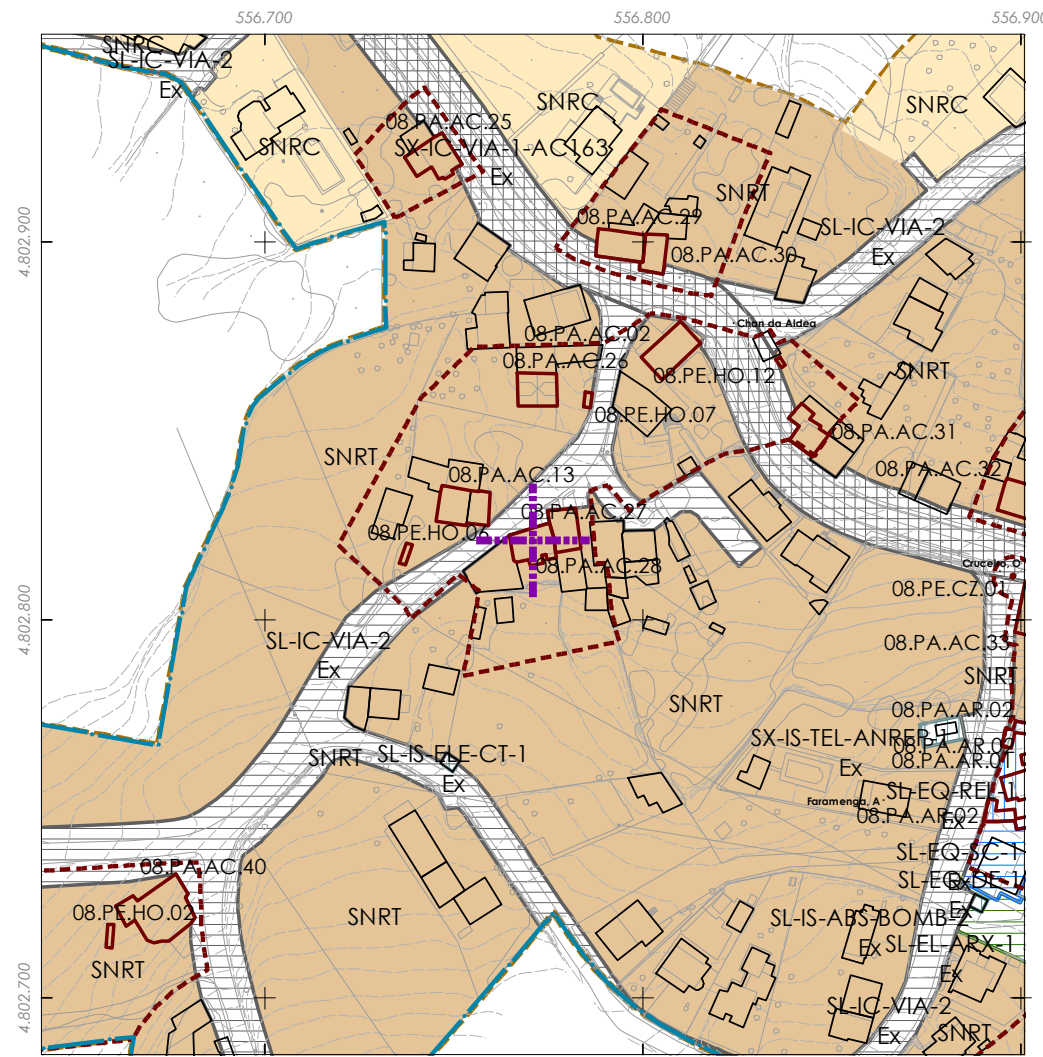 556.700
556.800
556.900
SNRC
SL-IC-VIA-2
Ex
SNRC
SNRC
08.PA.AC.25
SNRC
SX-IC-VIA-1-AC163
Ex
SNRT
4.802.900
08.PA.AC.29
SL-IC-VIA-2
Ex
08.PA.AC.30
Chan da Aldea
08.PA.AC.02
08.PA.AC.26
08.PE.HO.12
SNRT
08.PE.HO.07
08.PA.AC.31
SNRT
08.PA.AC.13
08.PA.AC.32
08.PA.AC.27
08.PE.HO.06
08.PA.AC.28
Cruceiro, O
4.802.800
08.PE.CZ.01
SL-IC-VIA-2
Ex
08.PA.AC.33
SNRT
SNRT
08.PA.AR.02
SX-IS-TEL-ANREP-1
Ex
SNRT
SL-IS-ELE-CT-1
Ex
SL-EQ-REL-1
Ex
Faramenga, A
08.PA.AR.02
SL-EQ-SC-1
Ex
08.PA.AC.40
08.PE.HO.02
SNRT
SL-IS-ABS-BOMB-2
Ex
SL-EL-ARX-1
Ex
SNRT
4.802.700
SL-IC-VIA-2
Ex
SNRT